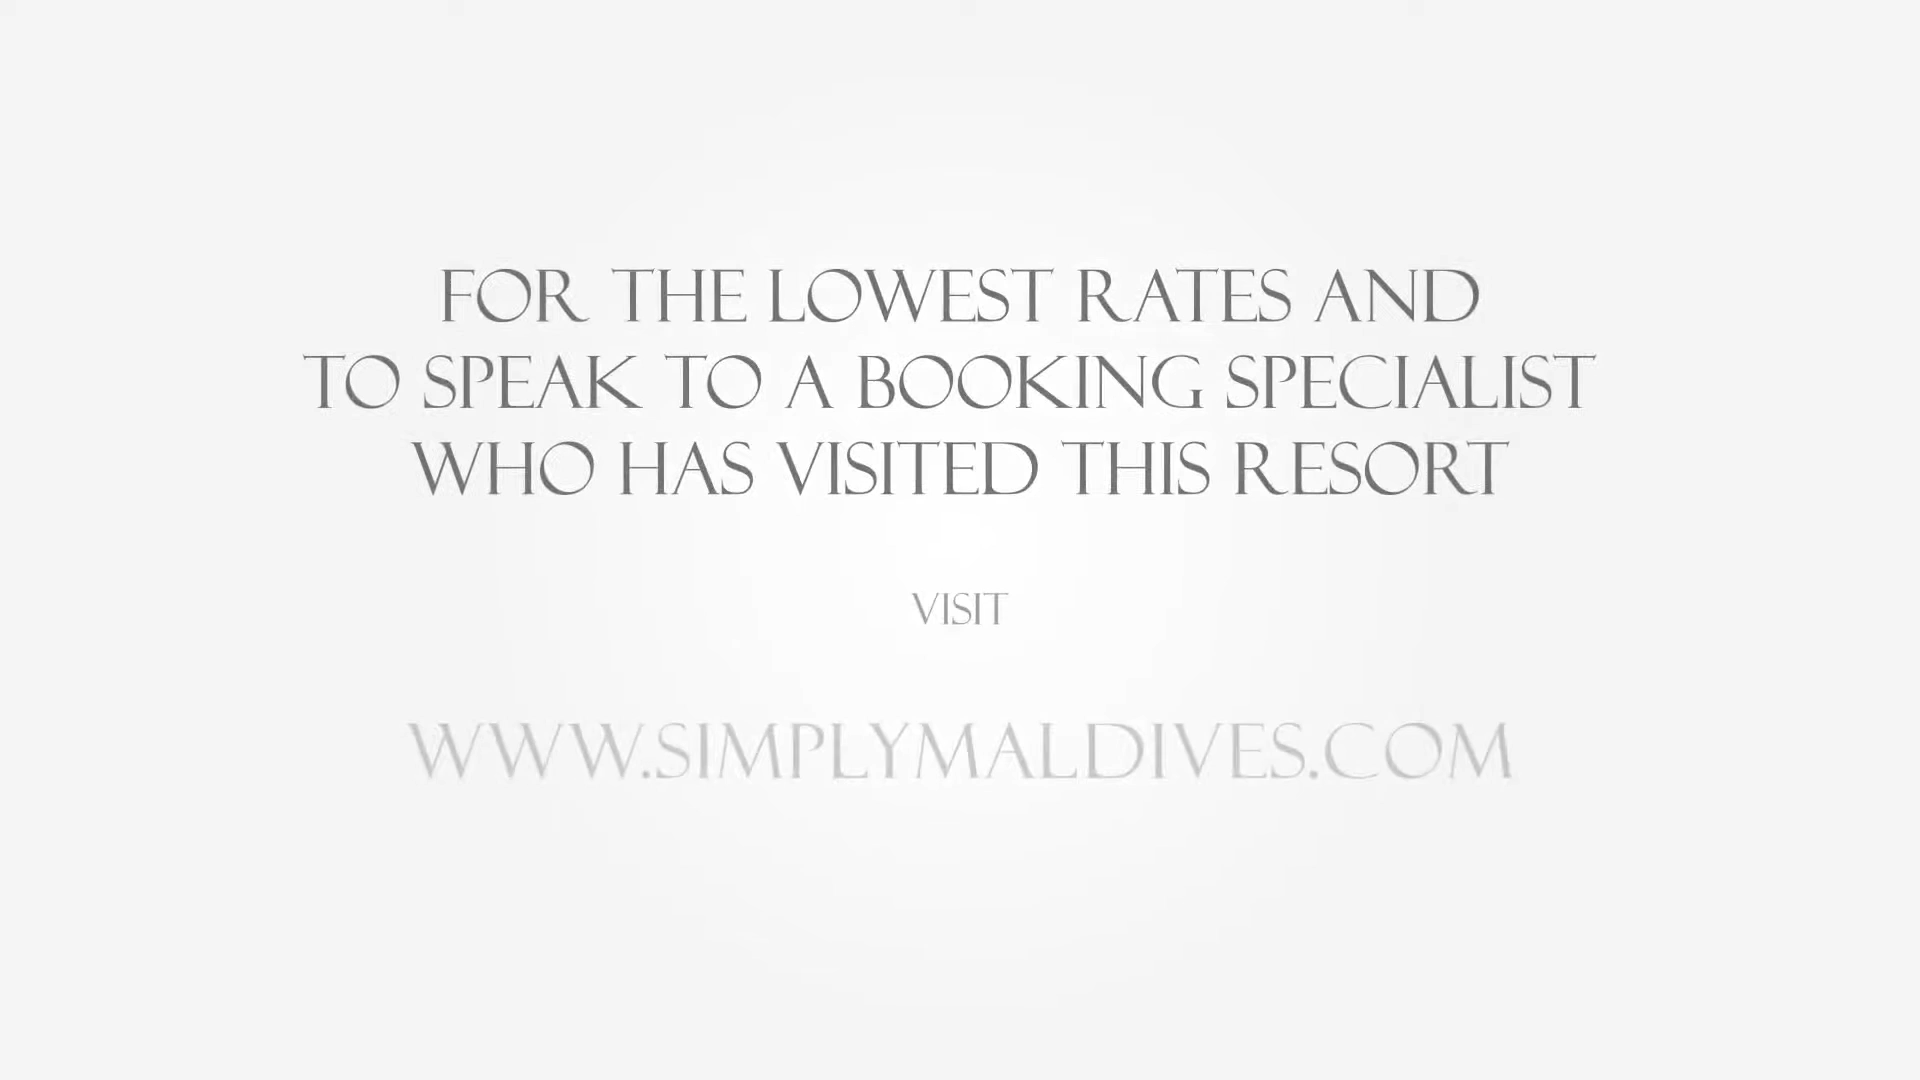 FOR THE LOWEST RATES AND
TO SPEAK TO A BOOKING SPECIALIST
WHO HAS VISITED THIS RESORT
VISIT
WWW.SIMPLYMALDIVES.COM